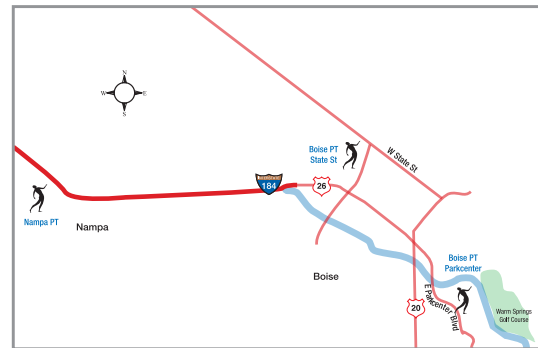 N
W E
S
Boise PT
State St
W State St
184
26
Nampa PT
Nampa
Boise PT
Parkcenter
Boise
E Parkcenter Blvd
20
Warm Springs
Golf Course